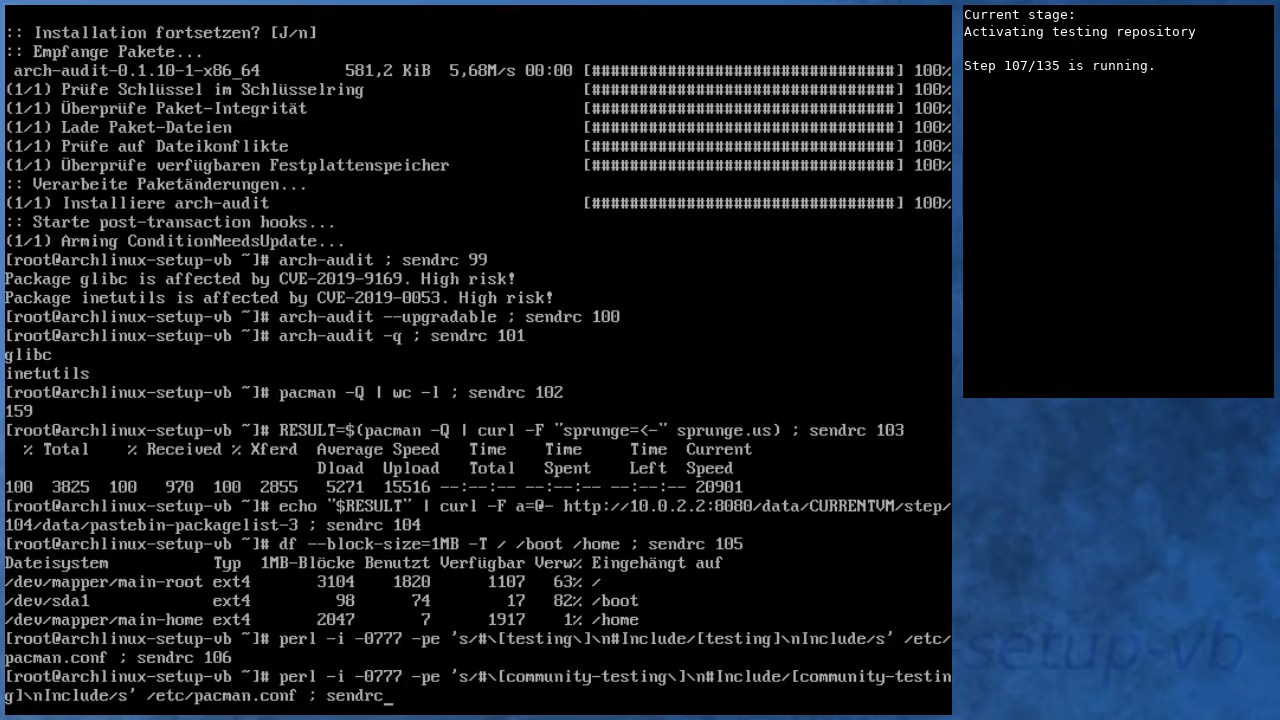 :: Installation fortsetzen? [J/n]
:: Empfange Pakete...
 arch-audit-0.1.10-1-x86_64         581,2 KiB  5,68M/s 00:00 [################################] 100%
(1/1) Prüfe Schlüssel im Schlüsselring                       [################################] 100%
(1/1) Überprüfe Paket-Integrität                             [################################] 100%
(1/1) Lade Paket-Dateien                                     [################################] 100%
(1/1) Prüfe auf Dateikonflikte                               [################################] 100%
(1/1) Überprüfe verfügbaren Festplattenspeicher              [################################] 100%
:: Verarbeite Paketänderungen...
(1/1) Installiere arch-audit                                 [################################] 100%
:: Starte post-transaction hooks...
(1/1) Arming ConditionNeedsUpdate...
[root@archlinux-setup-vb ~]# arch-audit ; sendrc 99
Package glibc is affected by CVE-2019-9169. High risk!
Package inetutils is affected by CVE-2019-0053. High risk!
[root@archlinux-setup-vb ~]# arch-audit --upgradable ; sendrc 100
[root@archlinux-setup-vb ~]# arch-audit -q ; sendrc 101
glibc
inetutils
[root@archlinux-setup-vb ~]# pacman -Q | wc -l ; sendrc 102
159
[root@archlinux-setup-vb ~]# RESULT=$(pacman -Q | curl -F "sprunge=<-" sprunge.us) ; sendrc 103
  % Total    % Received % Xferd  Average Speed   Time    Time     Time  Current
                                 Dload  Upload   Total   Spent    Left  Speed
100  3825  100   970  100  2855   5271  15516 --:--:-- --:--:-- --:--:-- 20901
[root@archlinux-setup-vb ~]# echo "$RESULT" | curl -F a=@- http://10.0.2.2:8080/data/CURRENTVM/step/
104/data/pastebin-packagelist-3 ; sendrc 104
[root@archlinux-setup-vb ~]# df --block-size=1MB -T / /boot /home ; sendrc 105
Dateisystem           Typ  1MB-Blöcke Benutzt Verfügbar Verw% Eingehängt auf
/dev/mapper/main-root ext4       3104    1820      1107   63% /
/dev/sda1             ext4         98      74        17   82% /boot
/dev/mapper/main-home ext4       2047       7      1917    1% /home
[root@archlinux-setup-vb ~]# perl -i -0777 -pe 's/#\[testing\]\n#Include/[testing]\nInclude/s' /etc/
pacman.conf ; sendrc 106
[root@archlinux-setup-vb ~]# perl -i -0777 -pe 's/#\[community-testing\]\n#Include/[community-testin
g]\nInclude/s' /etc/pacman.conf ; sendrc_
Current stage:
Activating testing repository
Step 107/135 is running.
setup-vb